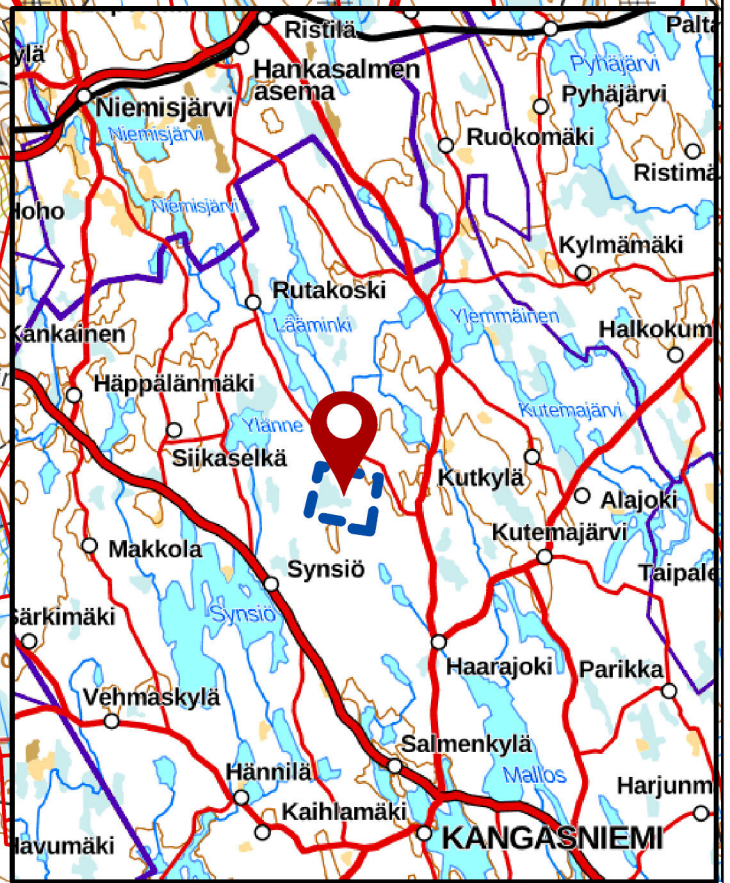 Ristilä
Palta
ylä
Hankasalmen
asema
Pyhäjärvi
Pyhäjärvi
Niemisjärvi
Niemisjärvi
Ruokomäki
Ristimä
Niemisjärvi
Hoho
Kylmämäki
Rutakoski
Lääminki
Ylemmäinen
Kankainen
Halkokum
Häppälänmäki
Kutemajärvi
Ylänne
Siikaselkä
Kutkylä
Alajoki
Kutemajärvi
Makkola
Synsiö
Taipale
Särkimäki
Synsiö
Haarajoki
Parikka
Vehmaskylä
Salmenkylä
Hännilä
Mallos
Harjunm
Kaihlamäki
KANGASNIEMI
Havumäki